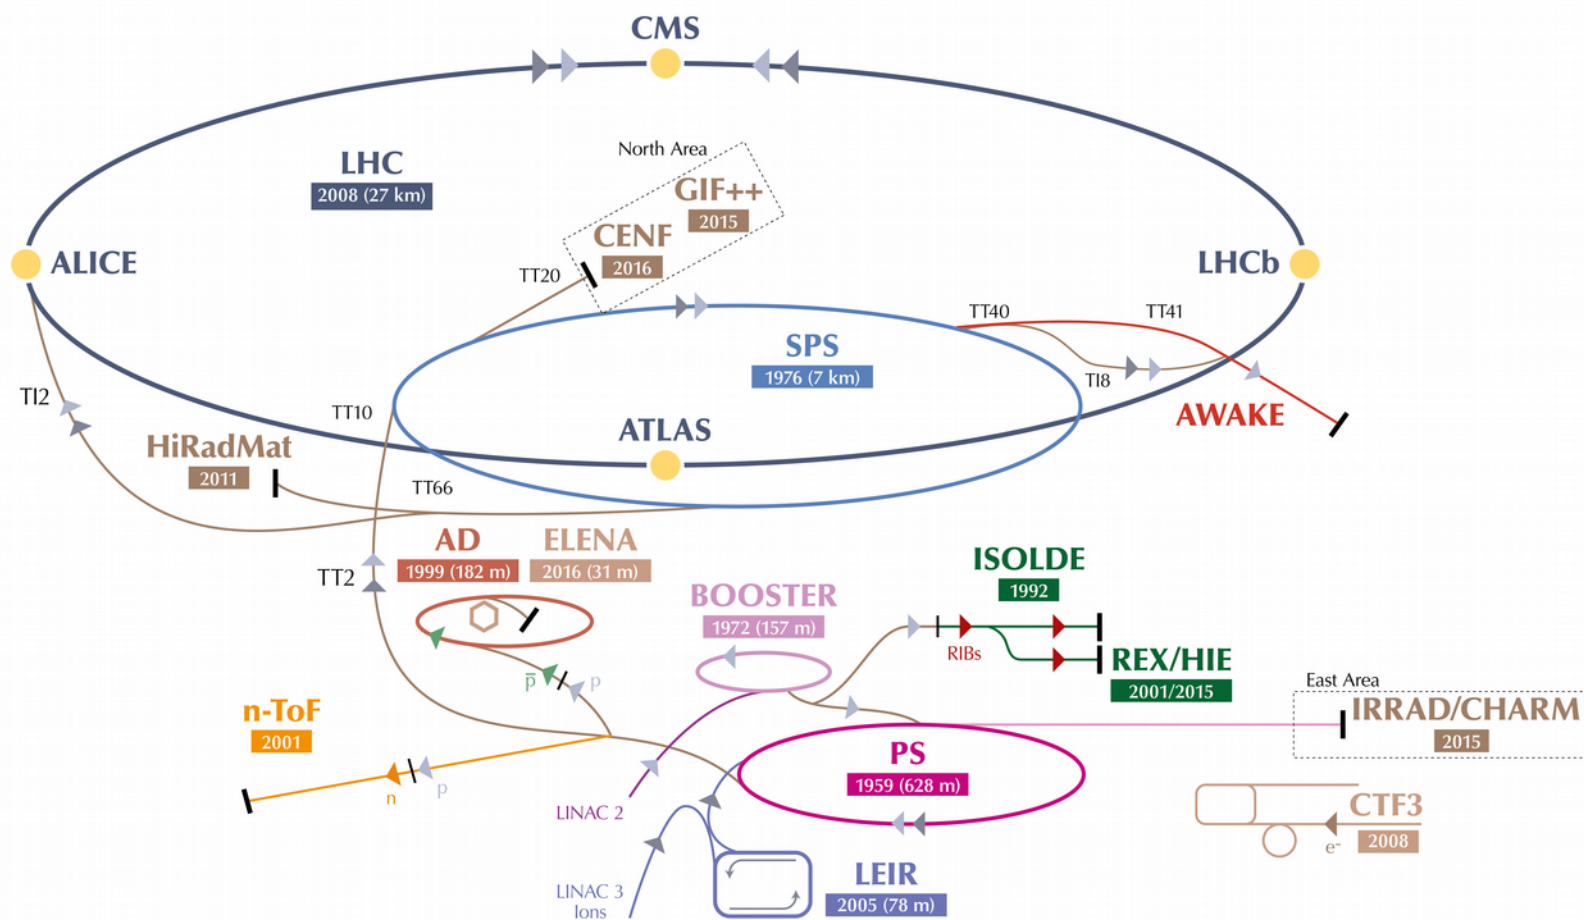 CMS
North Area
LHC
2008 (27 km)
GIF++
2015
CENF
2016
ALICE
LHCb
TT20
TT40
TT41
SPS
1976 (7 km)
TI8
TI2
TT10
AWAKE
ATLAS
HiRadMat
2011
TT66
AD
1999 (182 m)
ELENA
2016 (31 m)
TT2
ISOLDE
1992
BOOSTER
1972 (157 m)
RIBs
REX/HIE
2001/2015
p̅
p
East Area
IRRAD/CHARM
2015
n-ToF
2001
PS
1959 (628 m)
n
p
LINAC 2
CTF3
2008
e-
LEIR
2005 (78 m)
LINAC 3
Ions